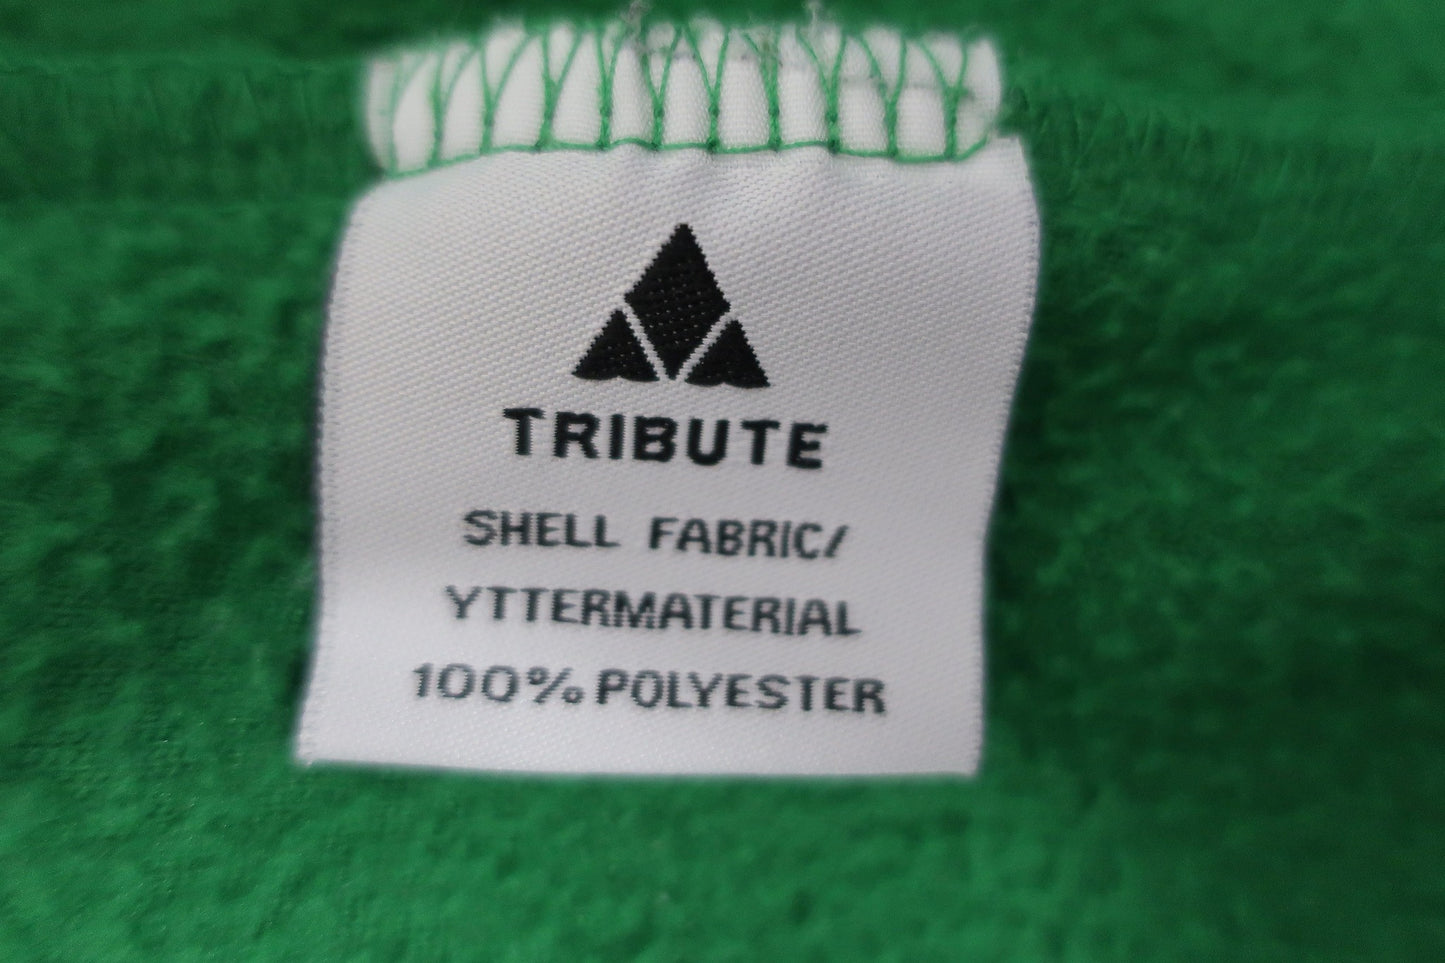 TRIBUTE
SHELL FABRIC/
YTTERMATERIAL
100% POLYESTER